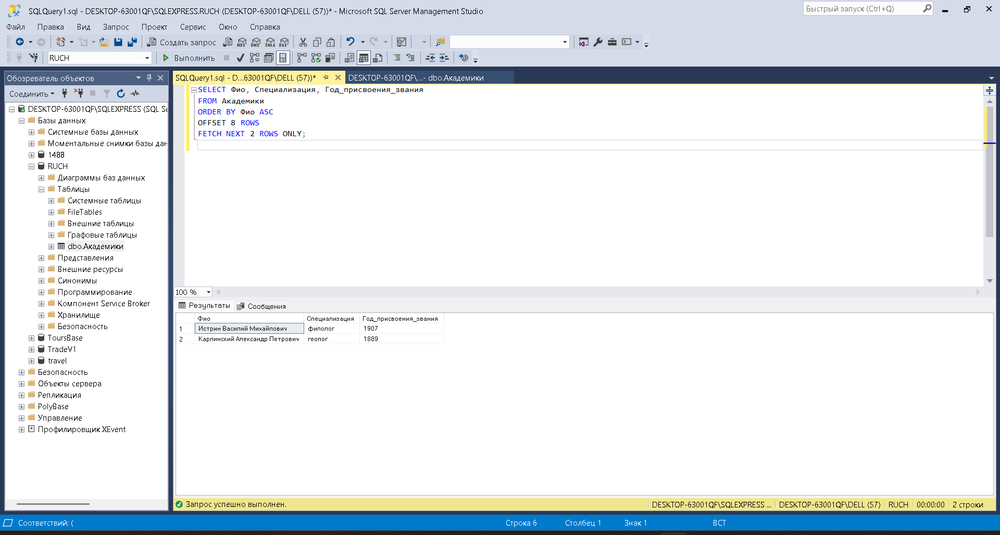 SQLQuery1.sql - DESKTOP-63001QF\SQLEXPRESS.RUCH (DESKTOP-63001QF\DELL (57))* - Microsoft SQL Server Management Studio
Быстрый запуск (Ctrl+Q)
Файл Правка Вид Запрос Проект Сервис Окно Справка
Создать запрос MDX DMX XMLA DAX
RUCH Выполнить
Обозреватель объектов
Соединить
DESKTOP-63001QF\SQLEXPRESS (SQL Se
Базы данных
Системные базы данных
Моментальные снимки базы дан
1488
RUCH
Диаграммы баз данных
Таблицы
Системные таблицы
FileTables
Внешние таблицы
Графовые таблицы
dbo.Академики
Представления
Внешние ресурсы
Синонимы
Программирование
Компонент Service Broker
Хранилище
Безопасность
ToursBase
TradeV1
travel
Безопасность
Объекты сервера
Репликация
PolyBase
Управление
Профилировщик XEvent
SQLQuery1.sql - D...63001QF\DELL (57))* DESKTOP-63001QF\...- dbo.Академики
SELECT Фио, Специализация, Год_присвоения_звания
FROM Академики
ORDER BY Фио ASC
OFFSET 8 ROWS
FETCH NEXT 2 ROWS ONLY;
100 %
Результаты Сообщения
Фио Специализация Год_присвоения_звания
1 Истрин Василий Михайлович филолог 1907
2 Карпинский Александр Петрович геолог 1889
Запрос успешно выполнен. DESKTOP-63001QF\SQLEXPRESS ... DESKTOP-63001QF\DELL (57) RUCH 00:00:00 2 строки
Соответствий: ( Строка 6 Столбец 1 Знак 1 ВСТ